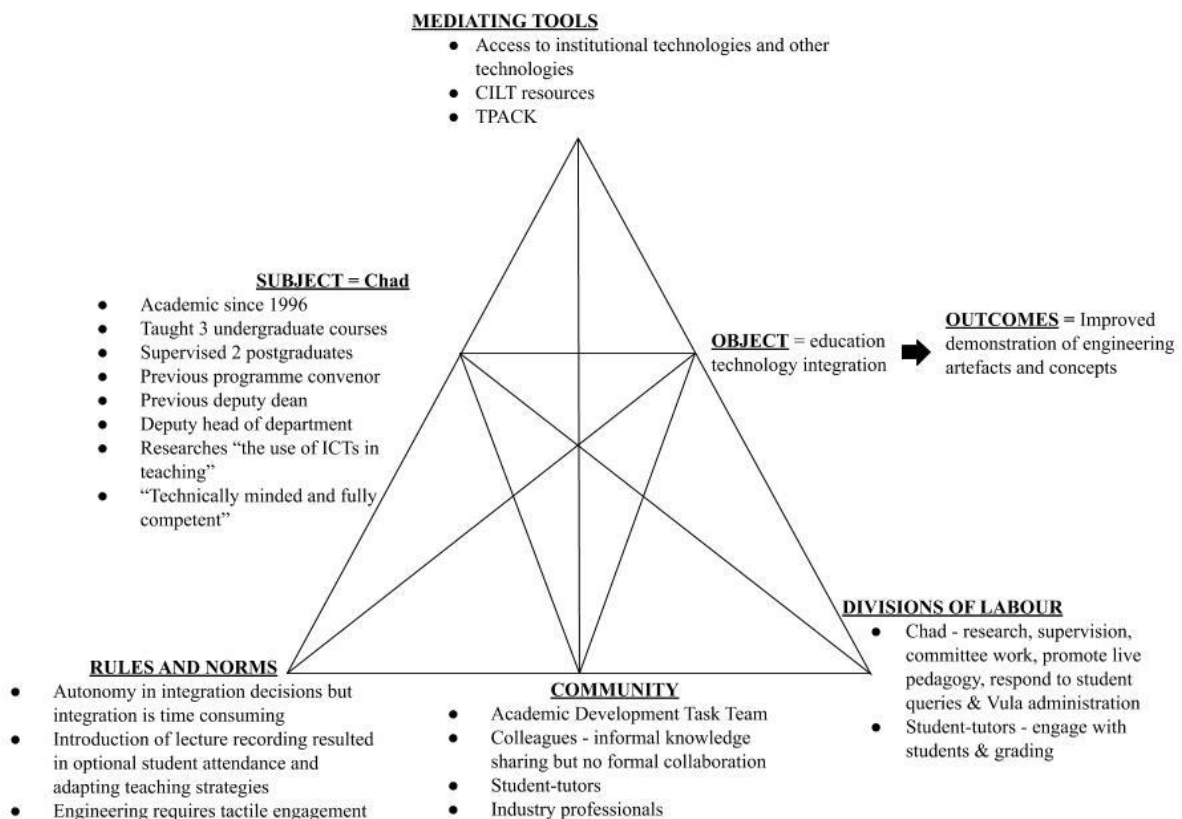 MEDIATING TOOLS
● Access to institutional technologies and other
technologies
● CILT resources
● TPACK
SUBJECT = Chad
● Academic since 1996
● Taught 3 undergraduate courses
● Supervised 2 postgraduates
● Previous programme convenor
● Previous deputy dean
● Deputy head of department
● Researches “the use of ICTs in
teaching”
● “Technically minded and fully
competent”
OBJECT = education
technology integration
OUTCOMES = Improved
demonstration of engineering
artefacts and concepts
RULES AND NORMS
● Autonomy in integration decisions but
integration is time consuming
● Introduction of lecture recording resulted
in optional student attendance and
adapting teaching strategies
● Engineering requires tactile engagement
COMMUNITY
● Academic Development Task Team
● Colleagues - informal knowledge
sharing but no formal collaboration
● Student-tutors
● Industry professionals
DIVISIONS OF LABOUR
● Chad - research, supervision,
committee work, promote live
pedagogy, respond to student
queries & Vula administration
● Student-tutors - engage with
students & grading